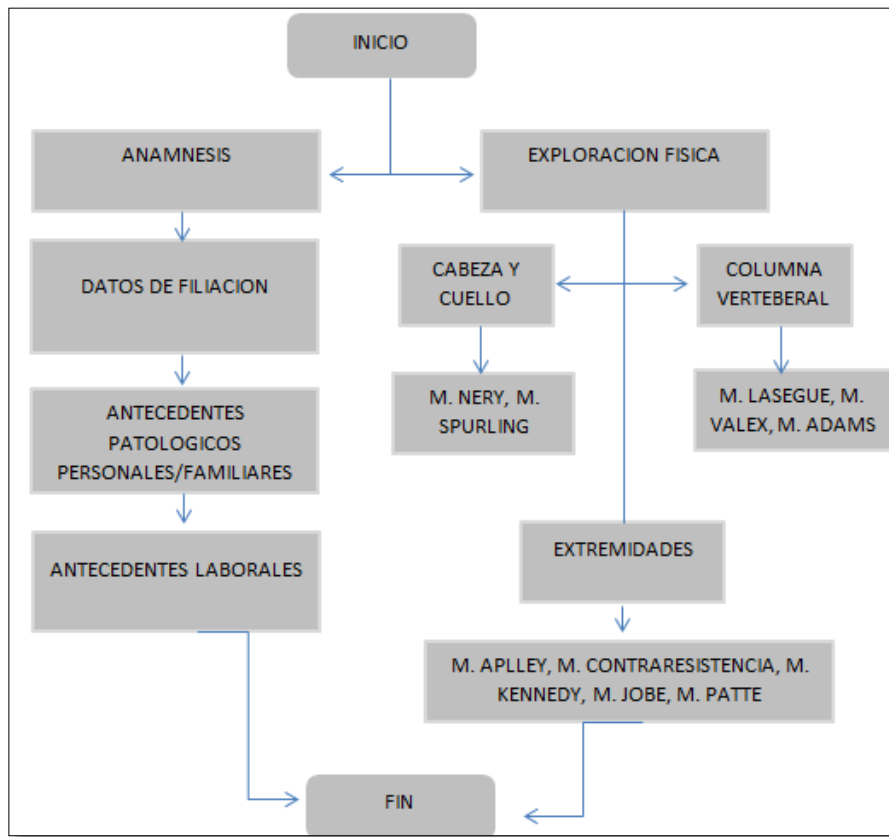 INICIO
ANAMNESIS
EXPLORACION FISICA
DATOS DE FILIACION
CABEZA Y
CUELLO
COLUMNA
VERTEBERAL
ANTECEDENTES
PATOLOGICOS
PERSONALES/FAMILIARES
M. NERY, M.
SPURLING
M. LASEGUE, M.
VALEX, M. ADAMS
ANTECEDENTES LABORALES
EXTREMIDADES
M. APLLEY, M. CONTRARESISTENCIA, M.
KENNEDY, M. JOBE, M. PATTE
FIN